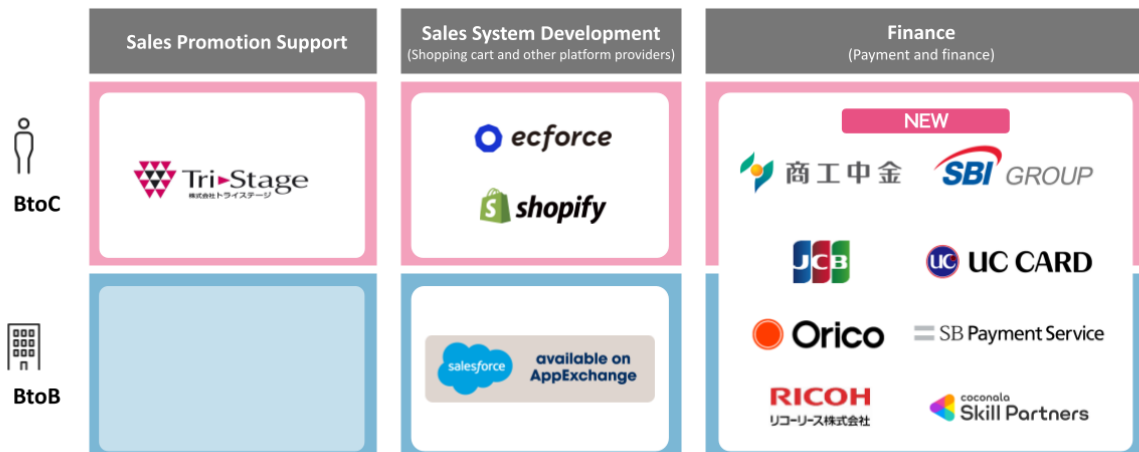 Sales Promotion Support
Sales System Development
(Shopping cart and other platform providers)
Finance
(Payment and finance)
BtoC
Tri-Stage
株式会社トライステージ
ecforce
shopify
NEW
商工中金
SBI GROUP
JCB
UC UC CARD
BtoB
salesforce
available on
AppExchange
Orico
SB Payment Service
RICOH
リコーリース株式会社
coconala
Skill Partners